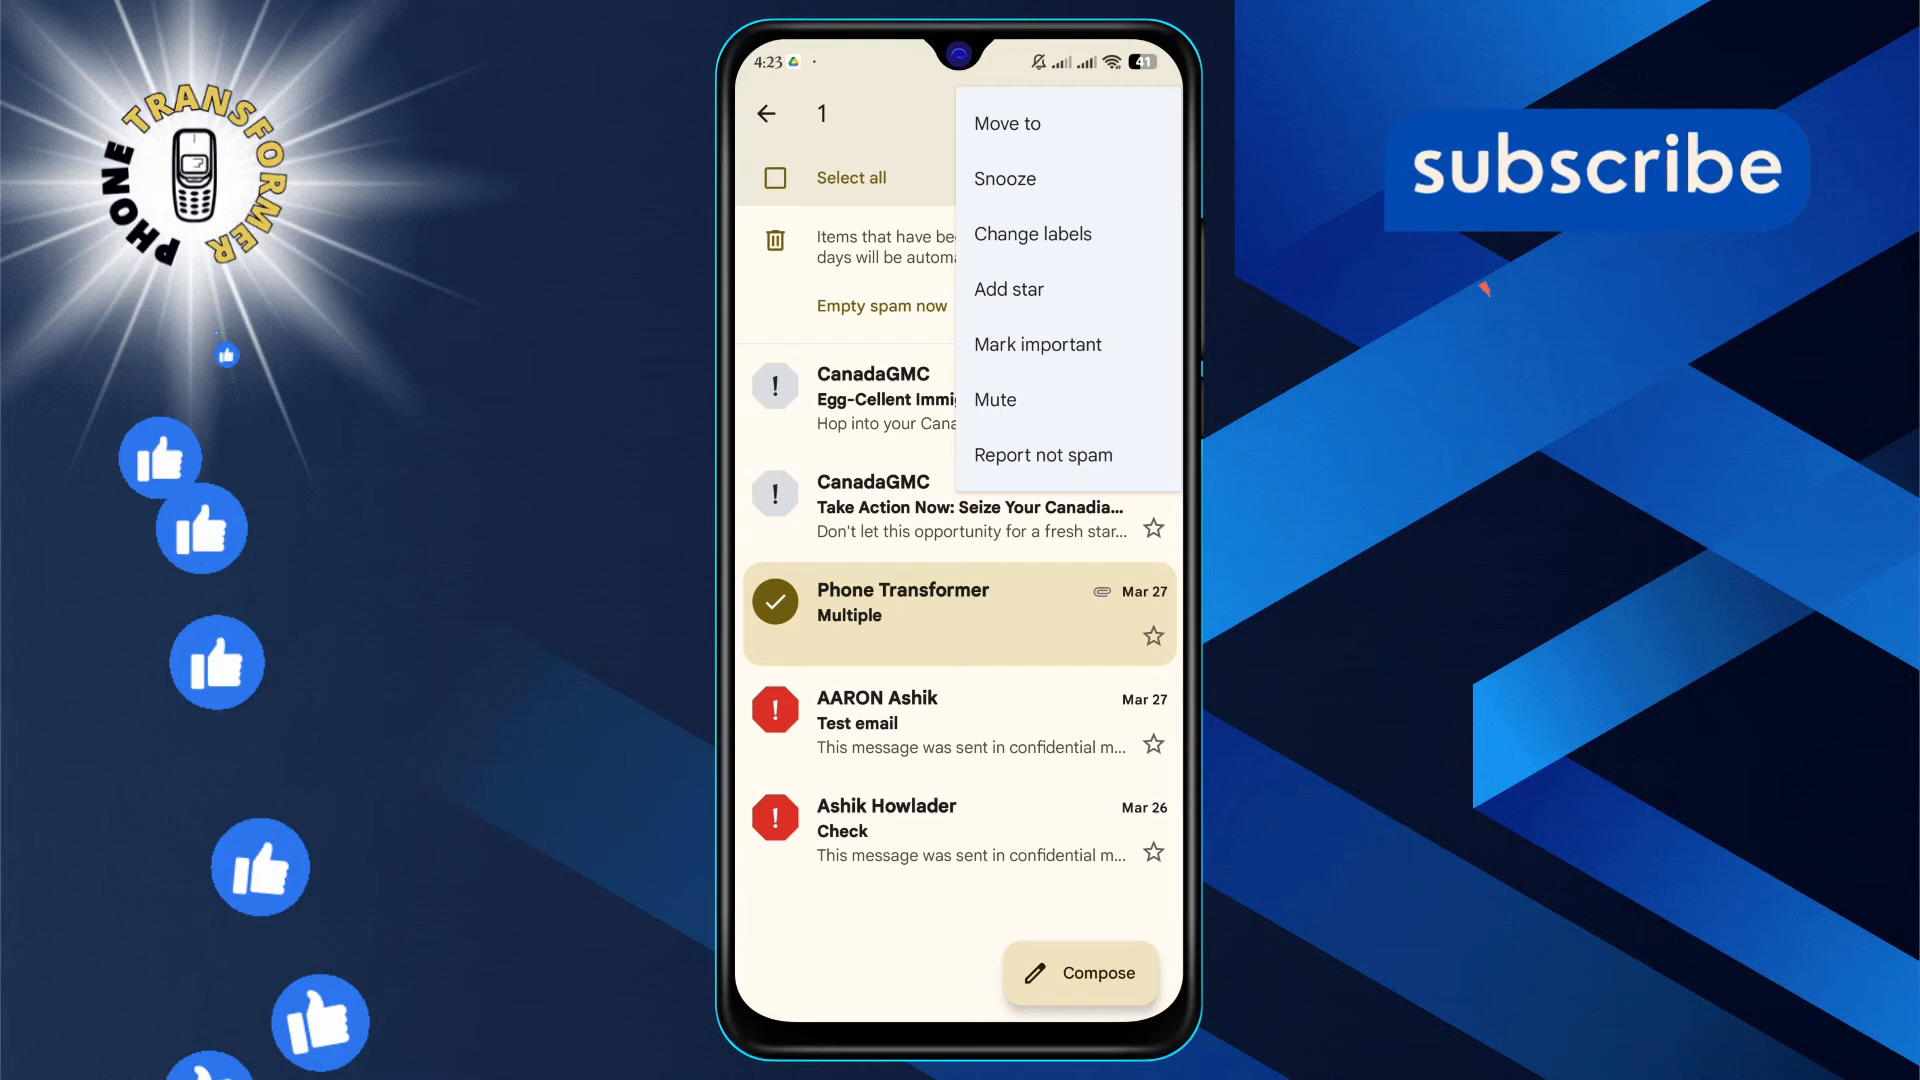 PHONE TRANSFORMER
subscribe
4:23
41
1
Move to
Select all
Snooze
Items that have be
days will be autom
Change labels
Empty spam now
Add star
Mark important
CanadaGMC
Egg-Cellent Immi
Hop into your Cana
Mute
Report not spam
CanadaGMC
Take Action Now: Seize Your Canadia...
Don't let this opportunity for a fresh star...
Phone Transformer
Mar 27
Multiple
AARON Ashik
Mar 27
Test email
This message was sent in confidential m...
Ashik Howlader
Mar 26
Check
This message was sent in confidential m...
Compose